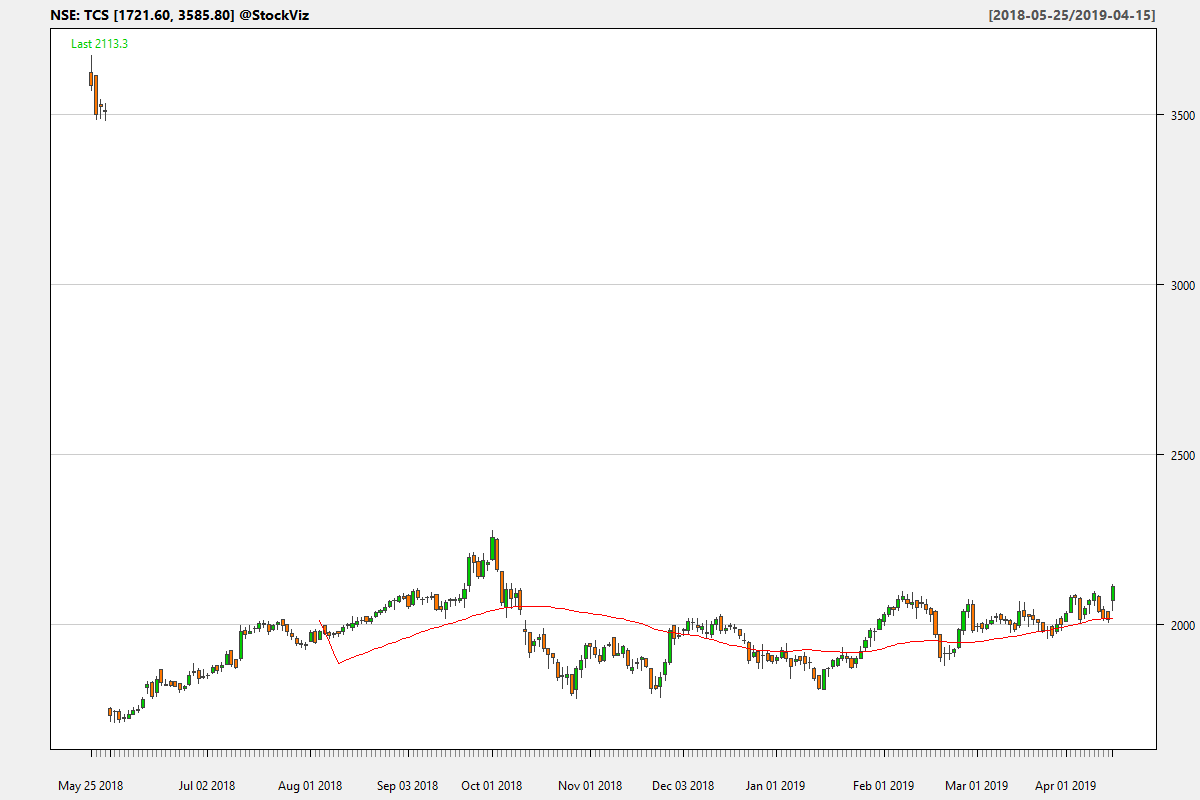 NSE: TCS [1721.60, 3585.80] @StockViz [2018-05-25/2019-04-15]
Last 2113.3
3500
3000
2500
2000
May 25 2018 Jul 02 2018 Aug 01 2018 Sep 03 2018 Oct 01 2018 Nov 01 2018 Dec 03 2018 Jan 01 2019 Feb 01 2019 Mar 01 2019 Apr 01 2019